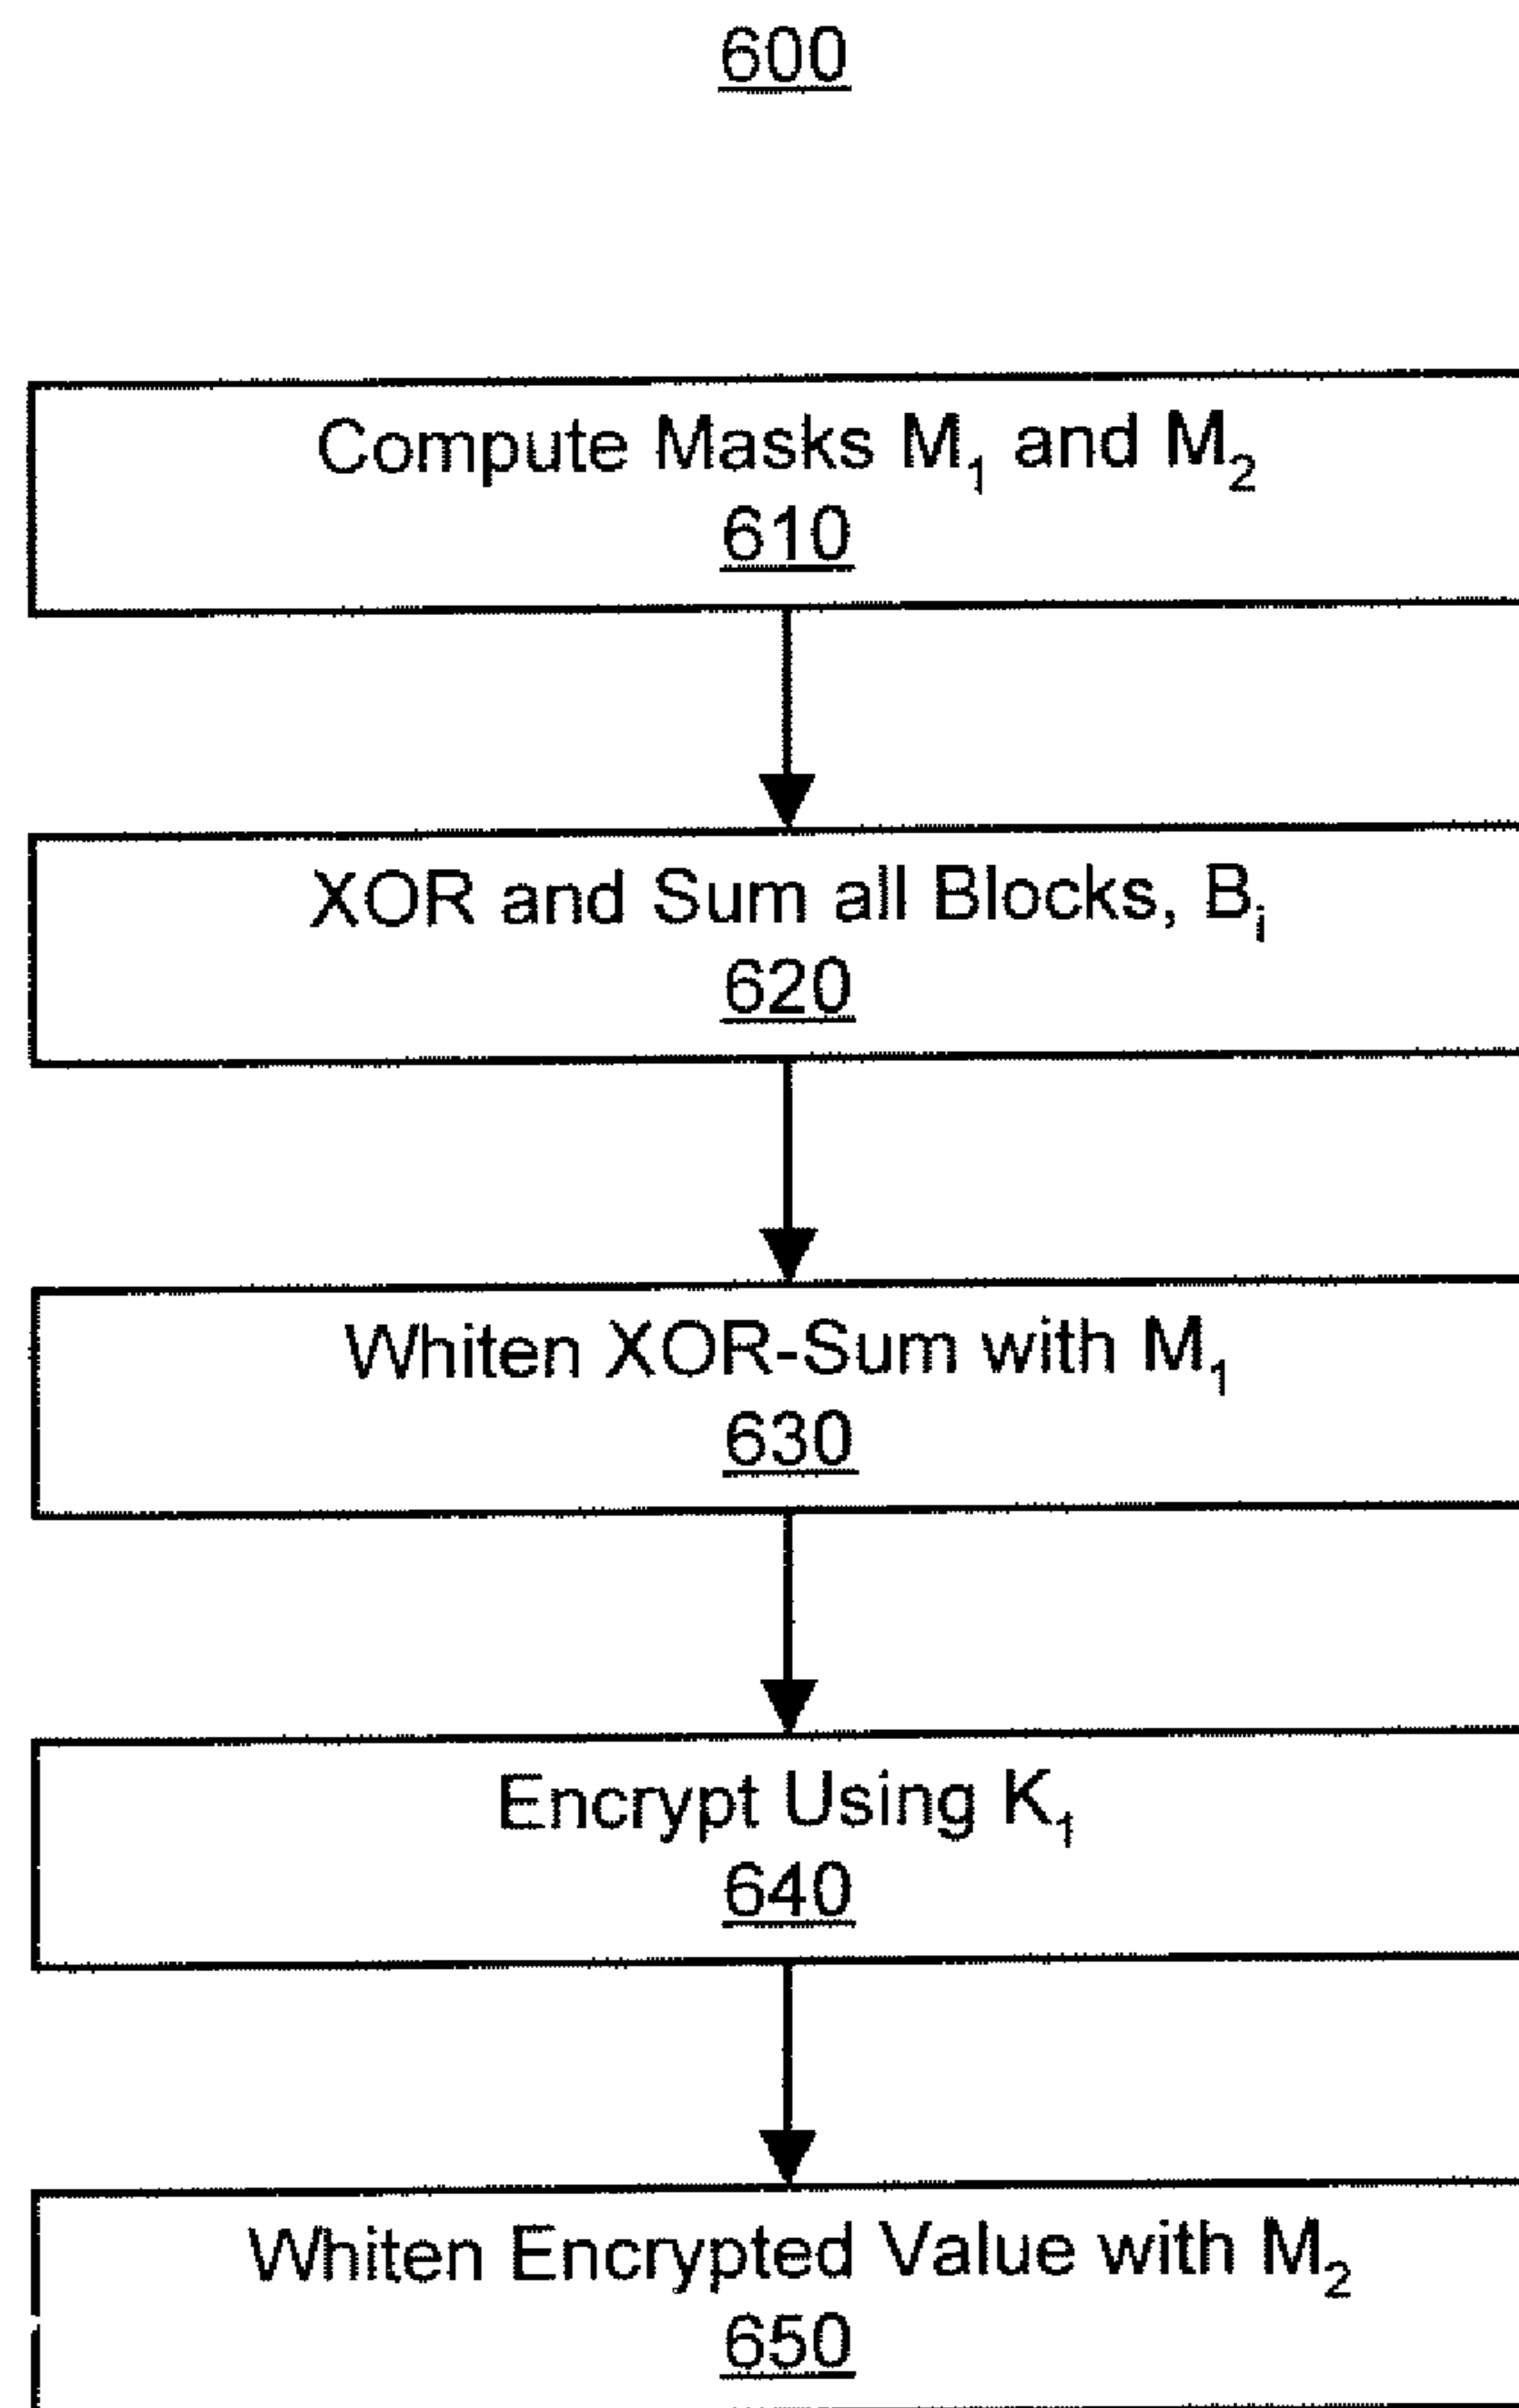 600
Compute Masks M₁ and M₂
610
XOR and Sum all Blocks, Bᵢ
620
Whiten XOR-Sum with M₁
630
Encrypt Using K₁
640
Whiten Encrypted Value with M₂
650